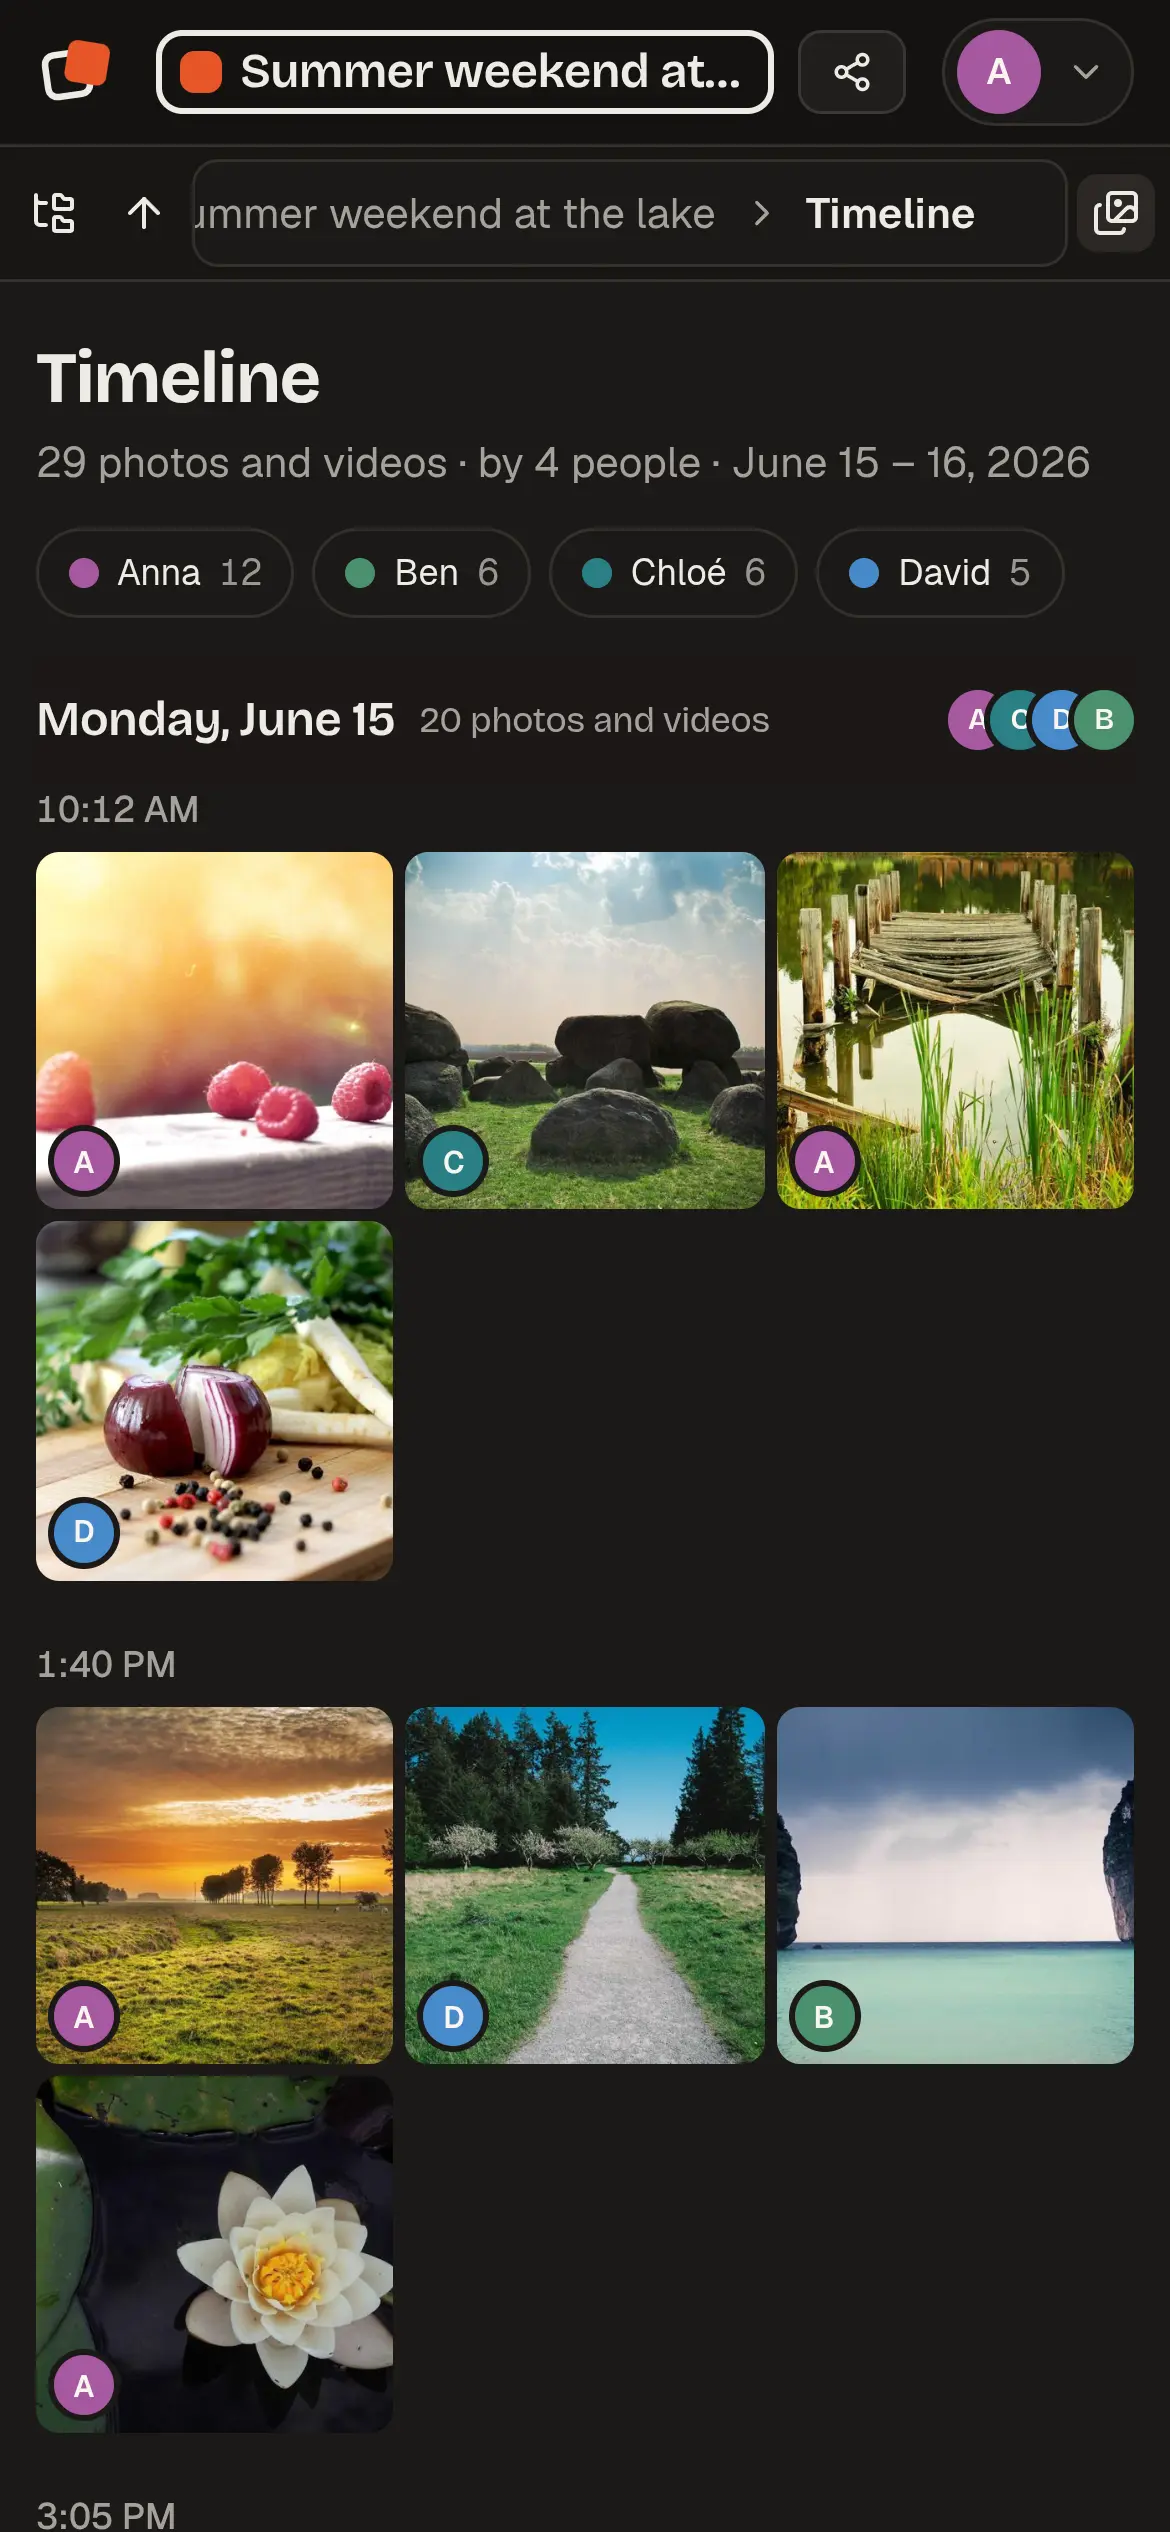 Summer weekend at...
A
ummer weekend at the lake > Timeline
Timeline
29 photos and videos · by 4 people · June 15 – 16, 2026
Anna 12
Ben 6
Chloé 6
David 5
Monday, June 15 20 photos and videos A C D B
10:12 AM
A
C
A
D
1:40 PM
A
D
B
A
3:05 PM